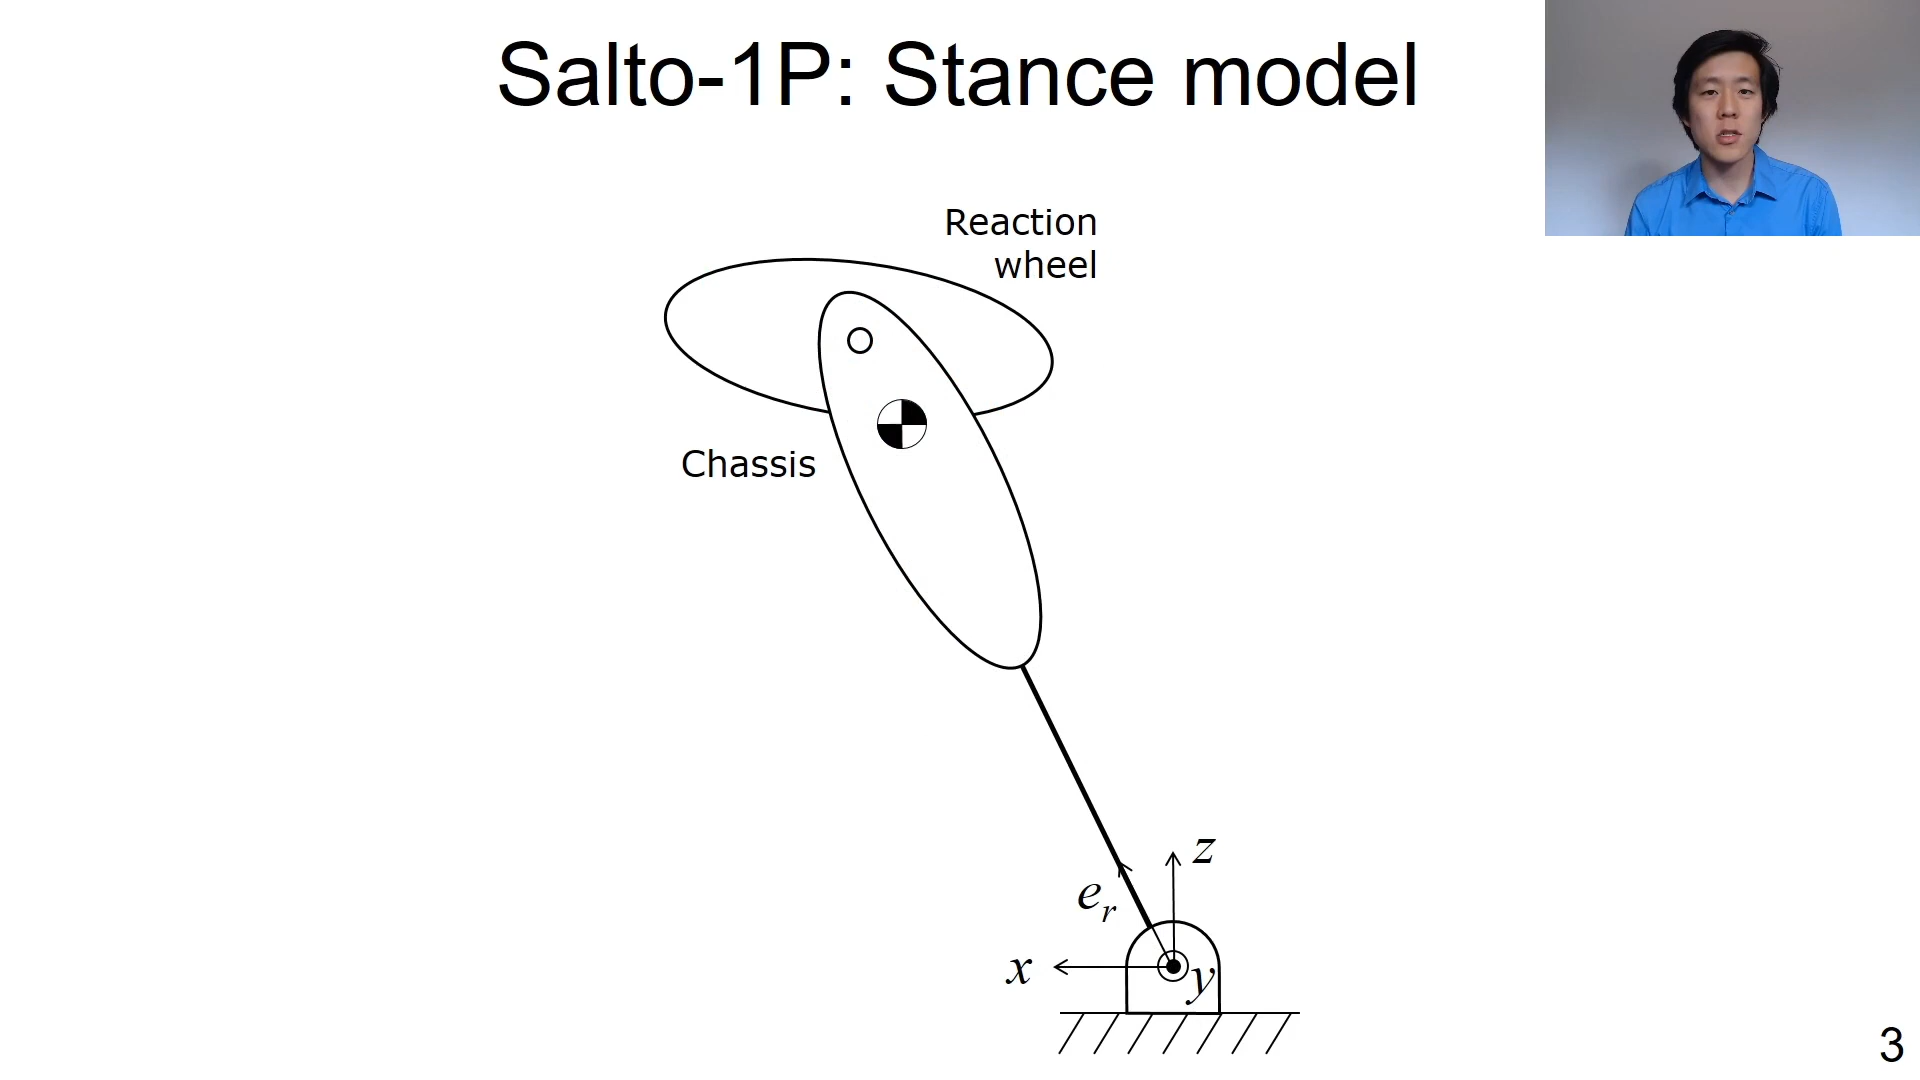 Salto-1P: Stance model
Reaction
wheel
Chassis
z
e_r
x
y
3